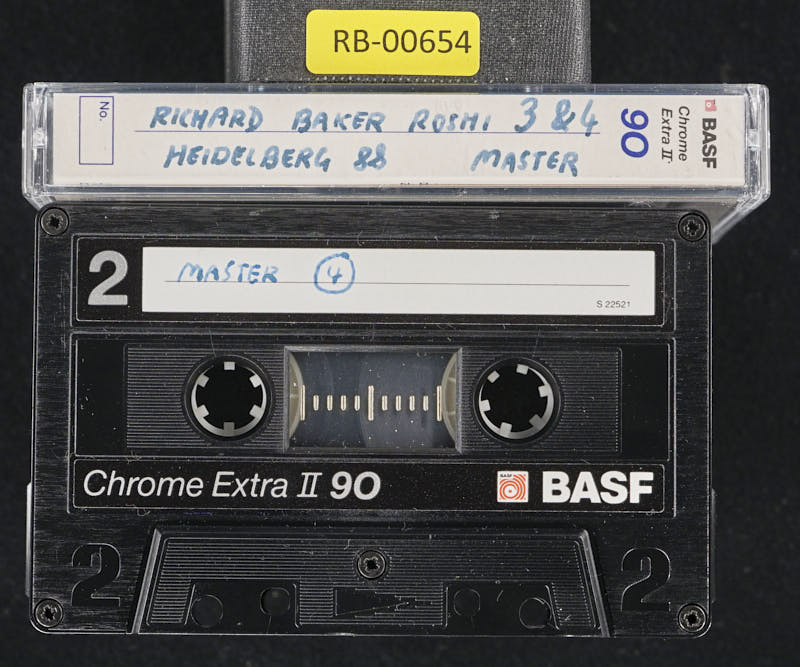 RB-00654
No.
RICHARD BAKER ROSHI 3 & 4
HEIDELBERG 88 MASTER
90
Chrome
Extra II
BASF
2
MASTER 4
S 22521
Chrome Extra II 90
BASF
BASF
2
2